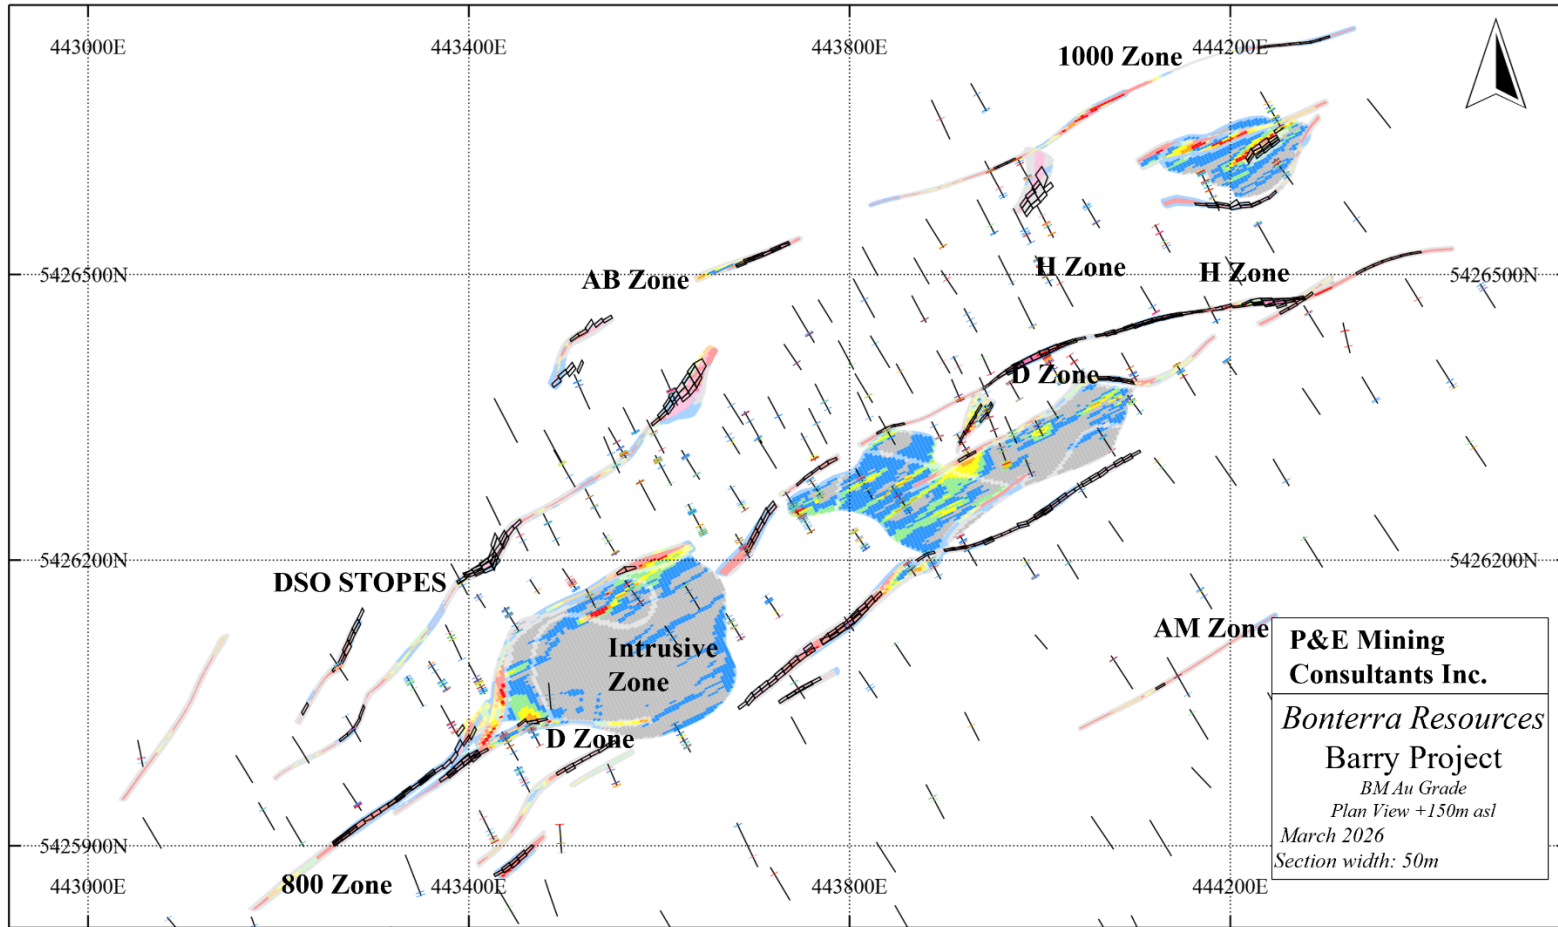 443000E
443400E
443800E
444200E
1000 Zone
H Zone
H Zone
5426500N
5426500N
AB Zone
D Zone
5426200N
5426200N
DSO STOPES
Intrusive
Zone
AM Zone
D Zone
P&E Mining
Consultants Inc.
Bonterra Resources
Barry Project
BM Au Grade
Plan View +150m asl
March 2026
Section width: 50m
5425900N
5425900N
800 Zone
443000E
443400E
443800E
444200E